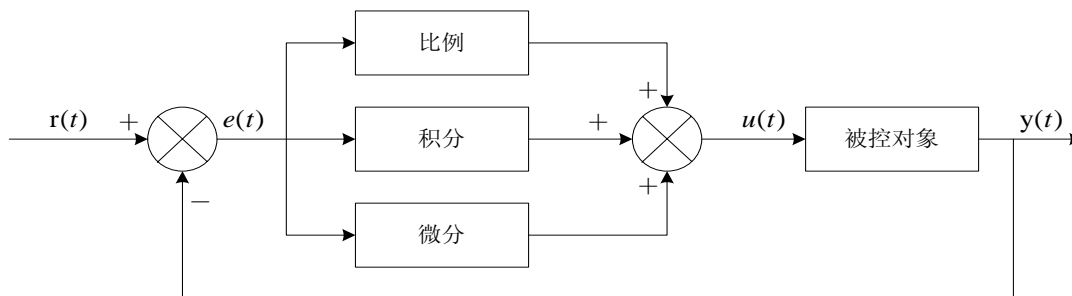 比例
+
r(t) + e(t) 积分 + u(t) 被控对象 y(t)
+
−
微分